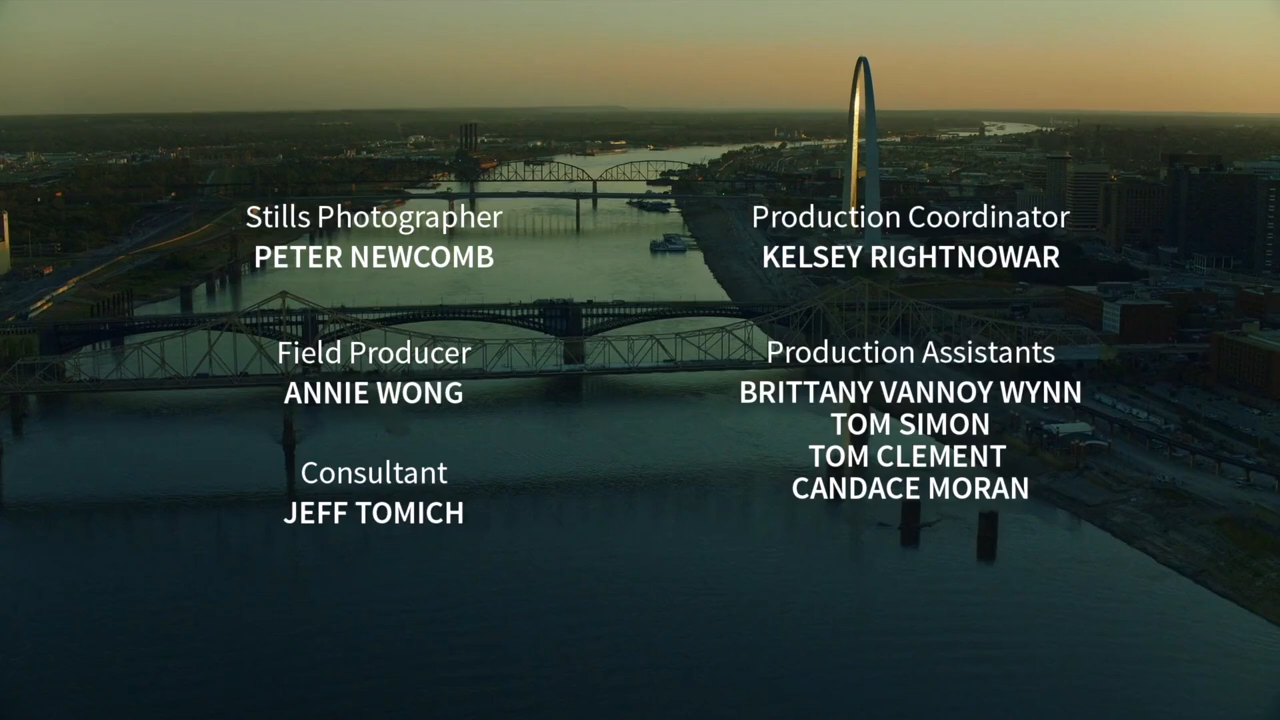 Stills Photographer
PETER NEWCOMB
Field Producer
ANNIE WONG
Consultant
JEFF TOMICH
Production Coordinator
KELSEY RIGHTNOWAR
Production Assistants
BRITTANY VANNOY WYNN
TOM SIMON
TOM CLEMENT
CANDACE MORAN